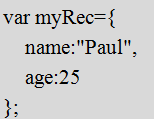 var myRec={
name:"Paul",
age:25
};